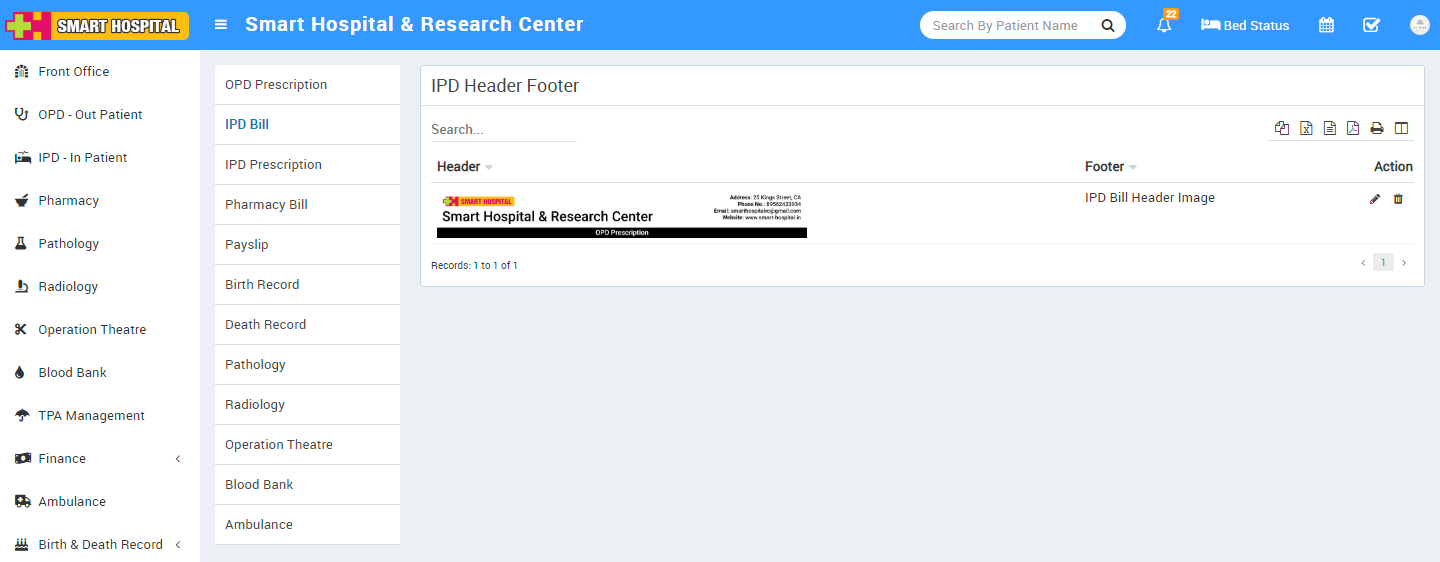 SMART HOSPITAL
Smart Hospital & Research Center
Search By Patient Name
22
Bed Status
Front Office
OPD - Out Patient
IPD - In Patient
Pharmacy
Pathology
Radiology
Operation Theatre
Blood Bank
TPA Management
Finance
Ambulance
Birth & Death Record
OPD Prescription
IPD Bill
IPD Prescription
Pharmacy Bill
Payslip
Birth Record
Death Record
Pathology
Radiology
Operation Theatre
Blood Bank
Ambulance
IPD Header Footer
Search...
Header Footer Action
SMART HOSPITAL
Smart Hospital & Research Center
Address: 25 Kings Street, CA
Phone No.: 89562423934
Email: smarthospitalrc@gmail.com
Website: www.smart-hospital.in
OPD Prescription
IPD Bill Header Image
Records: 1 to 1 of 1
1